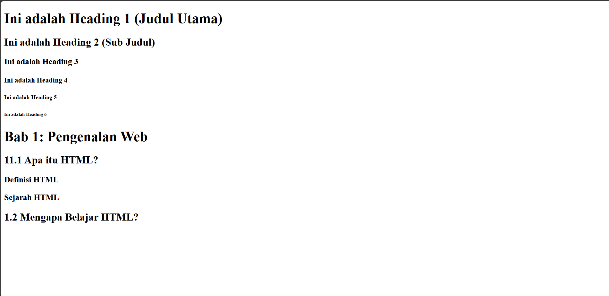 Ini adalah Heading 1 (Judul Utama)
Ini adalah Heading 2 (Sub Judul)
Ini adalah Heading 3
Ini adalah Heading 4
Ini adalah Heading 5
Ini adalah Heading 6
Bab 1: Pengenalan Web
11.1 Apa itu HTML?
Definisi HTML
Sejarah HTML
1.2 Mengapa Belajar HTML?